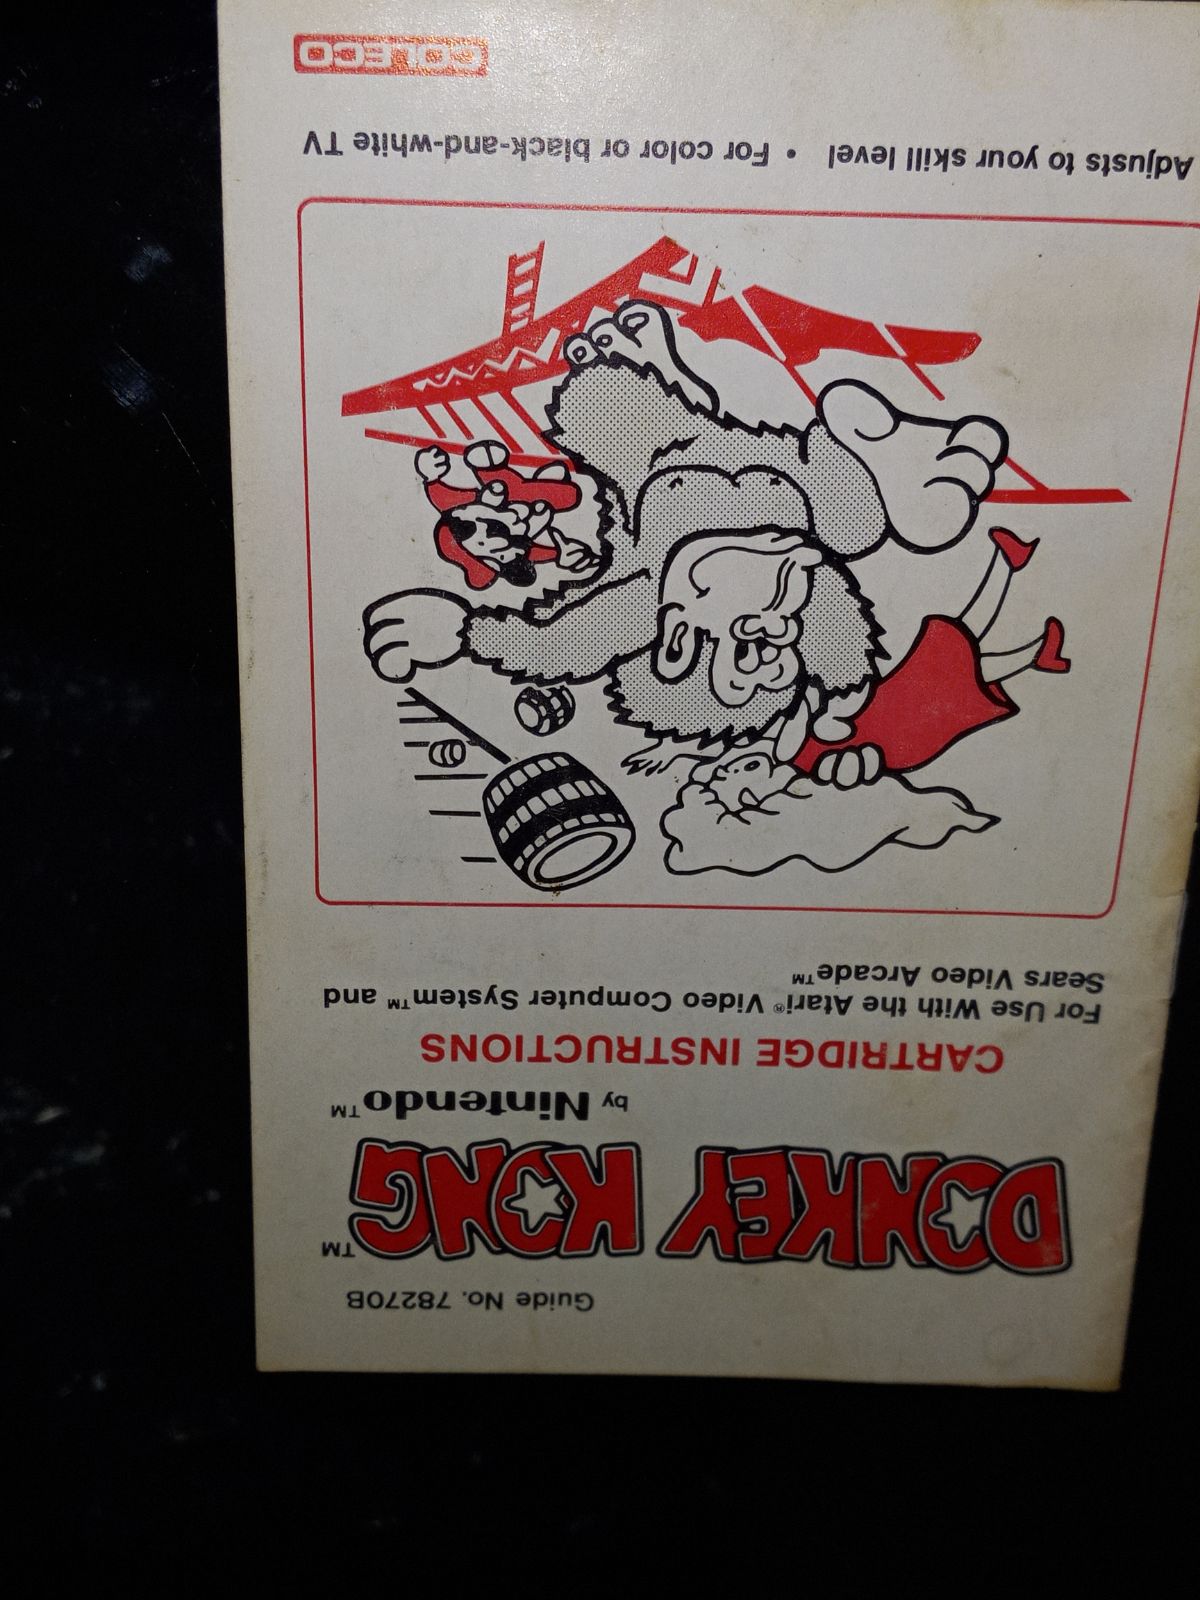 Guide No. 78270B
DONKEY KONG™
by Nintendo™
CARTRIDGE INSTRUCTIONS
For Use With the Atari® Video Computer System™ and
Sears Video Arcade™
Adjusts to your skill level • For color or black-and-white TV
COLECO